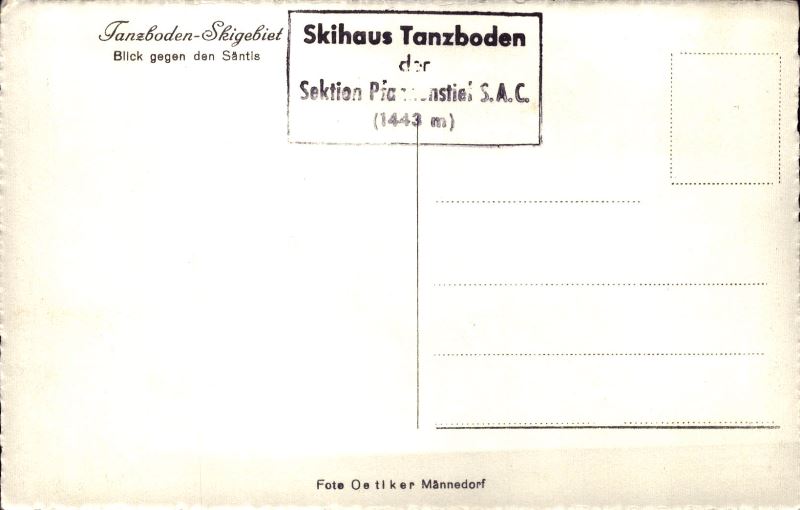 Tanzboden-Skigebiet
Blick gegen den Säntis
Skihaus Tanzboden
der
Sektion S.A.C.
(1443 m)
Foto Oetiker Männedorf